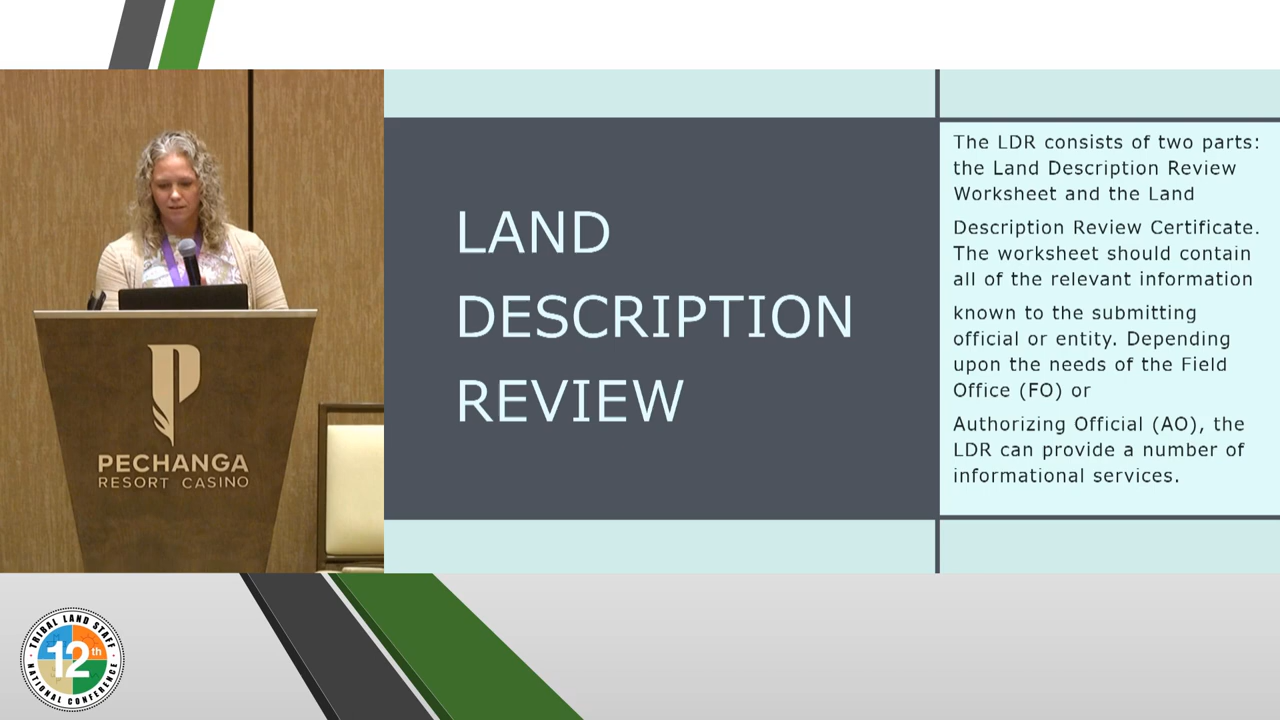 LAND
DESCRIPTION
REVIEW
The LDR consists of two parts:
the Land Description Review
Worksheet and the Land
Description Review Certificate.
The worksheet should contain
all of the relevant information
known to the submitting
official or entity. Depending
upon the needs of the Field
Office (FO) or
Authorizing Official (AO), the
LDR can provide a number of
informational services.
P
PECHANGA
RESORT CASINO
TRIBAL LAND STAFF
12th
NATIONAL CONFERENCE